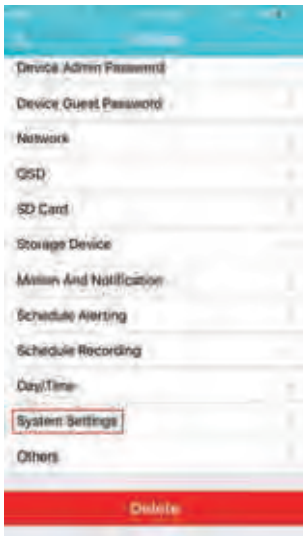 Device Admin Password
Device Guest Password
Network
OSD
SD Card
Storage Device
Motion And Notification
Schedule Alerting
Schedule Recording
Day/Time
System Settings
Others
Delete